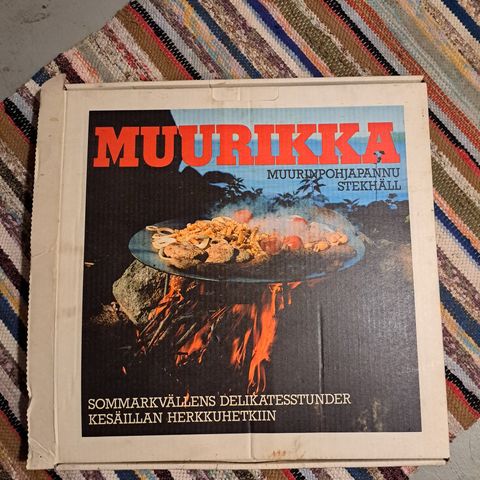 MUURIKKA
MUURINPOHJAPANNU
STEKHÄLL
SOMMARKVÄLLENS DELIKATESSTUNDER
KESÄILLAN HERKKUHETKIIN